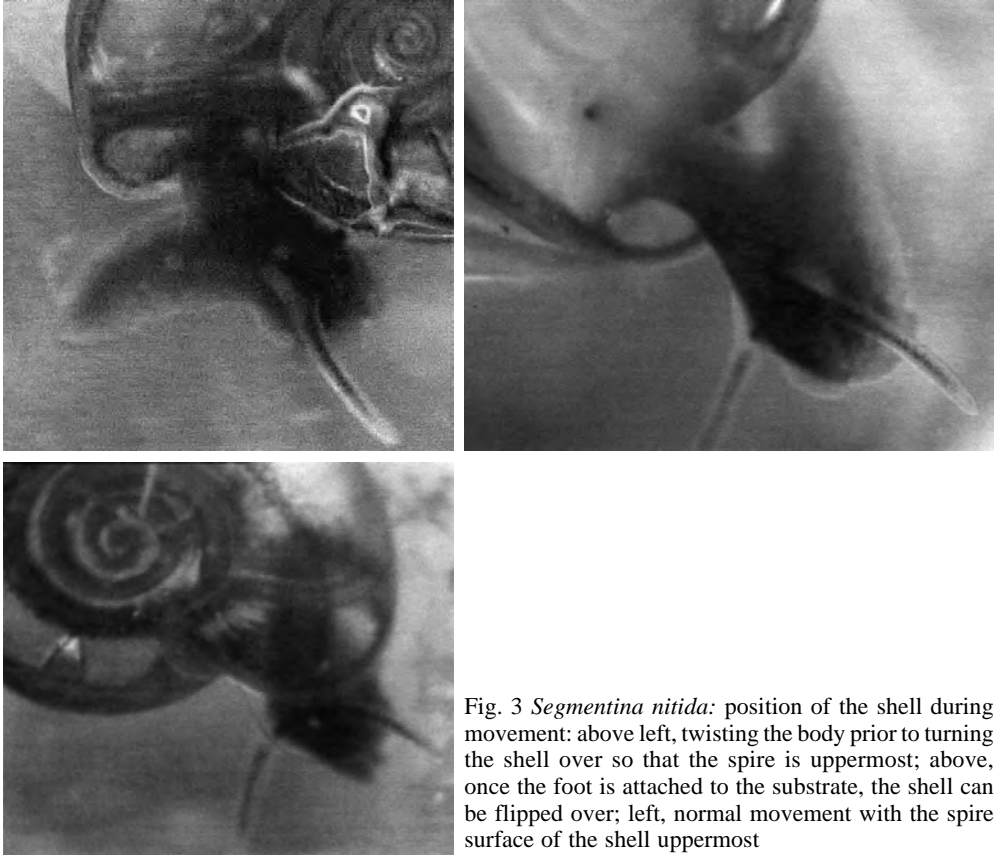 Fig. 3 Segmentina nitida: position of the shell during
movement: above left, twisting the body prior to turning
the shell over so that the spire is uppermost; above,
once the foot is attached to the substrate, the shell can
be flipped over; left, normal movement with the spire
surface of the shell uppermost